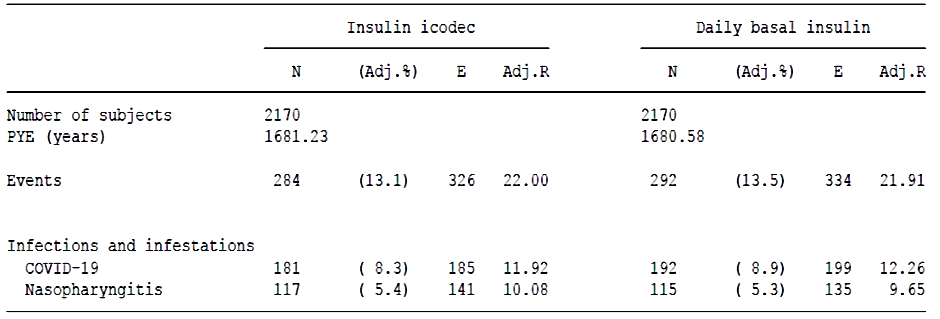 Insulin icodec Daily basal insulin
N (Adj.%) E Adj.R N (Adj.%) E Adj.R
Number of subjects 2170 2170
PYE (years) 1681.23 1680.58
Events 284 (13.1) 326 22.00 292 (13.5) 334 21.91
Infections and infestations
COVID-19 181 ( 8.3) 185 11.92 192 ( 8.9) 199 12.26
Nasopharyngitis 117 ( 5.4) 141 10.08 115 ( 5.3) 135 9.65